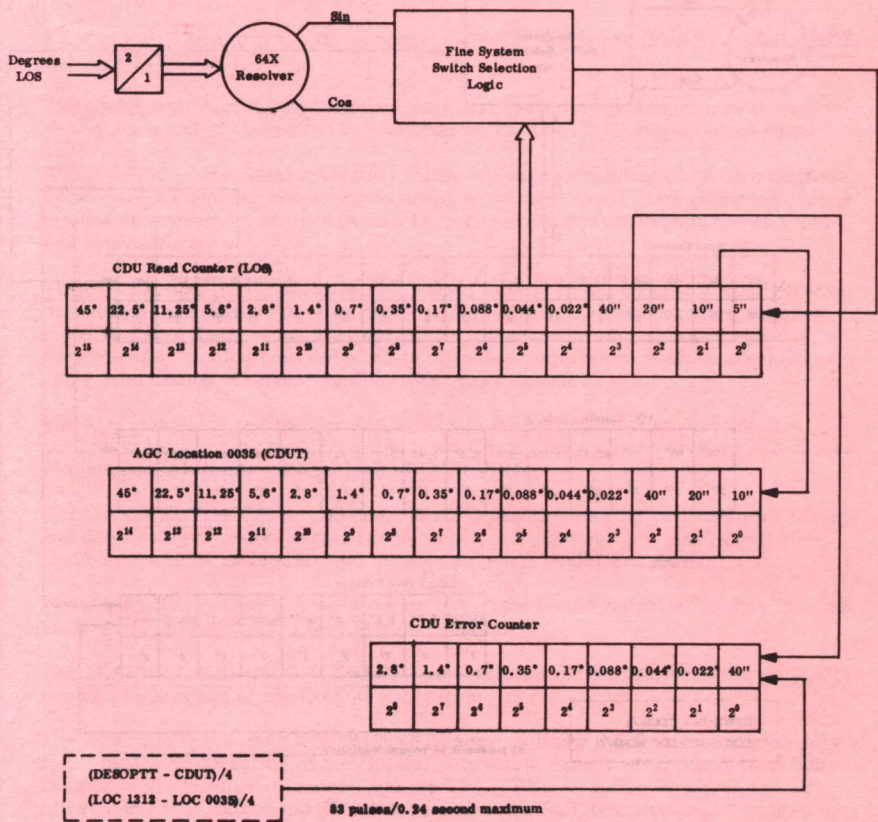 Degrees
LOS
2
1
64X
Resolver
Sin
Cos
Fine System
Switch Selection
Logic
CDU Read Counter (LOS)
45° 22.5° 11.25° 5.6° 2.8° 1.4° 0.7° 0.35° 0.17° 0.088° 0.044° 0.022° 40" 20" 10" 5"
2¹⁵ 2¹⁴ 2¹³ 2¹² 2¹¹ 2¹⁰ 2⁹ 2⁸ 2⁷ 2⁶ 2⁵ 2⁴ 2³ 2² 2¹ 2⁰
AGC Location 0035 (CDUT)
45° 22.5° 11.25° 5.6° 2.8° 1.4° 0.7° 0.35° 0.17° 0.088° 0.044° 0.022° 40" 20" 10"
2¹⁴ 2¹³ 2¹² 2¹¹ 2¹⁰ 2⁹ 2⁸ 2⁷ 2⁶ 2⁵ 2⁴ 2³ 2² 2¹ 2⁰
CDU Error Counter
2.8° 1.4° 0.7° 0.35° 0.17° 0.088° 0.044° 0.022° 40"
2⁸ 2⁷ 2⁶ 2⁵ 2⁴ 2³ 2² 2¹ 2⁰
(DESOPTT - CDUT)/4
(LOC 1312 - LOC 0035)/4
83 pulses/0.24 second maximum